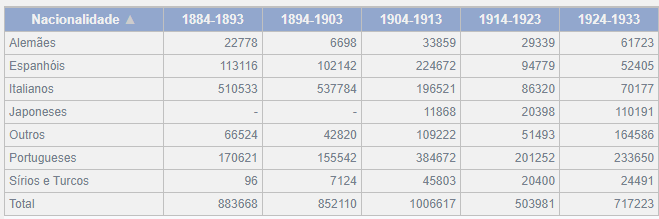 Nacionalidade ▲ 1884-1893 1894-1903 1904-1913 1914-1923 1924-1933
Alemães 22778 6698 33859 29339 61723
Espanhóis 113116 102142 224672 94779 52405
Italianos 510533 537784 196521 86320 70177
Japoneses - - 11868 20398 110191
Outros 66524 42820 109222 51493 164586
Portugueses 170621 155542 384672 201252 233650
Sírios e Turcos 96 7124 45803 20400 24491
Total 883668 852110 1006617 503981 717223